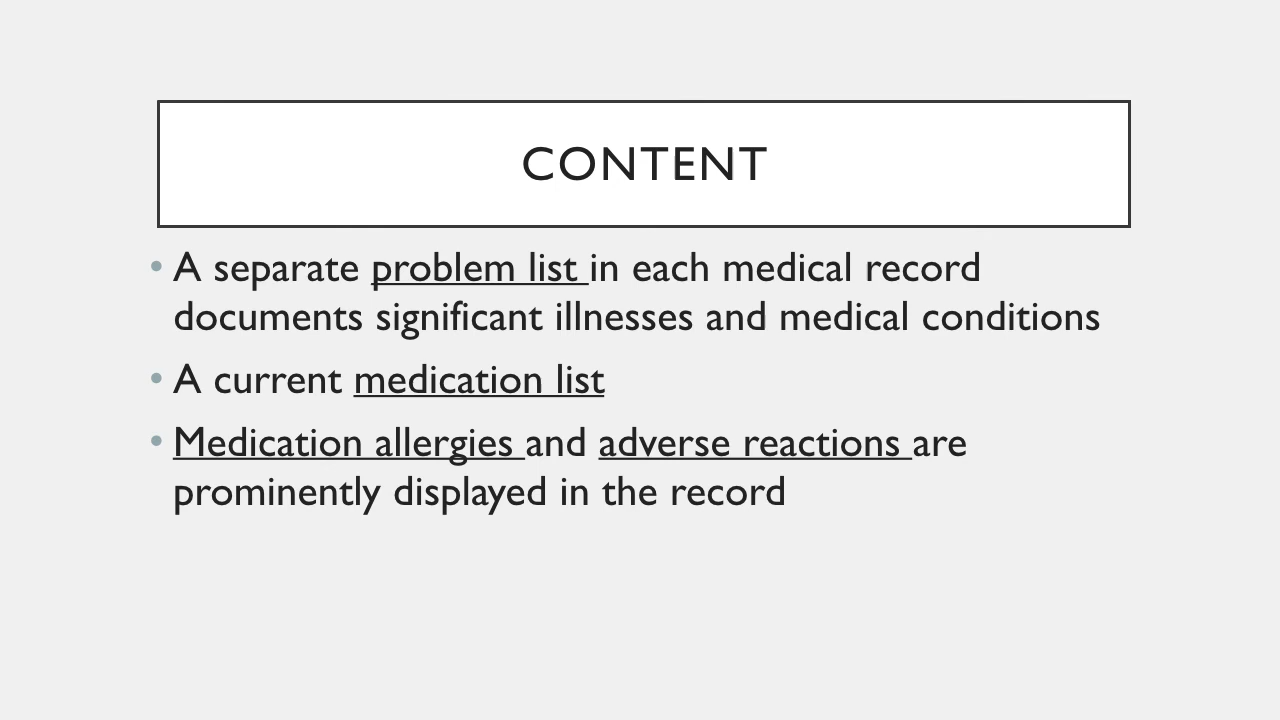 CONTENT
• A separate problem list in each medical record
documents significant illnesses and medical conditions
• A current medication list
• Medication allergies and adverse reactions are
prominently displayed in the record